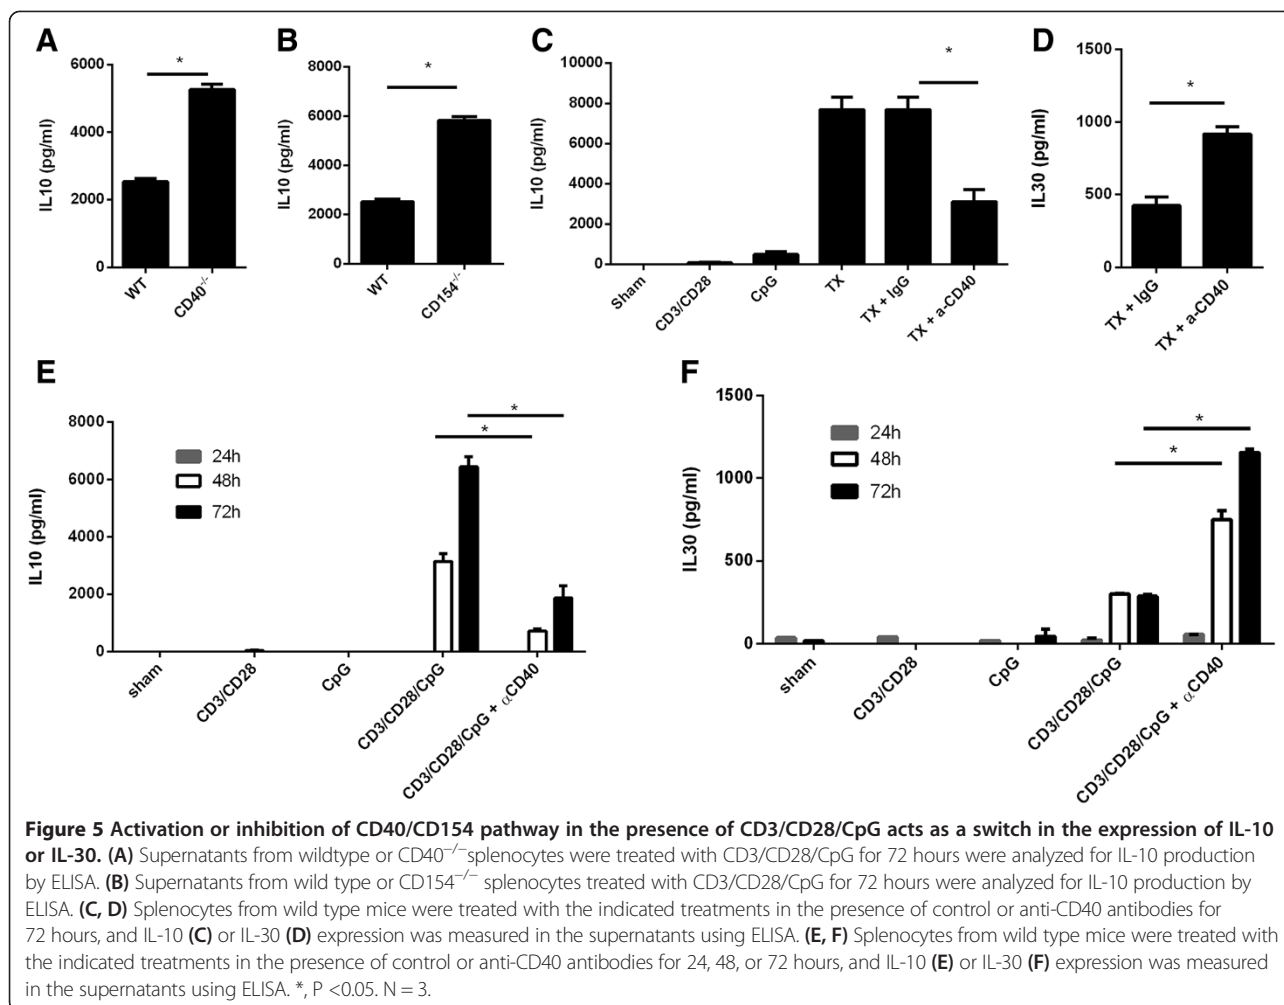 A
6000
4000
2000
0
IL10 (pg/ml)
*
WT
CD40-/-
B
8000
6000
4000
2000
0
IL10 (pg/ml)
*
WT
CD154-/-
C
10000
8000
6000
4000
2000
0
IL10 (pg/ml)
*
Sham
CD3/CD28
CpG
TX
TX + IgG
TX + a-CD40
D
1500
1000
500
0
IL30 (pg/ml)
*
TX + IgG
TX + a-CD40
E
8000
6000
4000
2000
0
IL10 (pg/ml)
24h
48h
72h
*
*
sham
CD3/CD28
CpG
CD3/CD28/CpG
CD3/CD28/CpG + αCD40
F
1500
1000
500
0
IL30 (pg/ml)
24h
48h
72h
*
*
sham
CD3/CD28
CpG
CD3/CD28/CpG
CD3/CD28/CpG + αCD40
Figure 5 Activation or inhibition of CD40/CD154 pathway in the presence of CD3/CD28/CpG acts as a switch in the expression of IL-10
or IL-30. (A) Supernatants from wildtype or CD40−/−splenocytes were treated with CD3/CD28/CpG for 72 hours were analyzed for IL-10 production
by ELISA. (B) Supernatants from wild type or CD154−/− splenocytes treated with CD3/CD28/CpG for 72 hours were analyzed for IL-10 production by
ELISA. (C, D) Splenocytes from wild type mice were treated with the indicated treatments in the presence of control or anti-CD40 antibodies for
72 hours, and IL-10 (C) or IL-30 (D) expression was measured in the supernatants using ELISA. (E, F) Splenocytes from wild type mice were treated with
the indicated treatments in the presence of control or anti-CD40 antibodies for 24, 48, or 72 hours, and IL-10 (E) or IL-30 (F) expression was measured
in the supernatants using ELISA. *, P <0.05. N = 3.